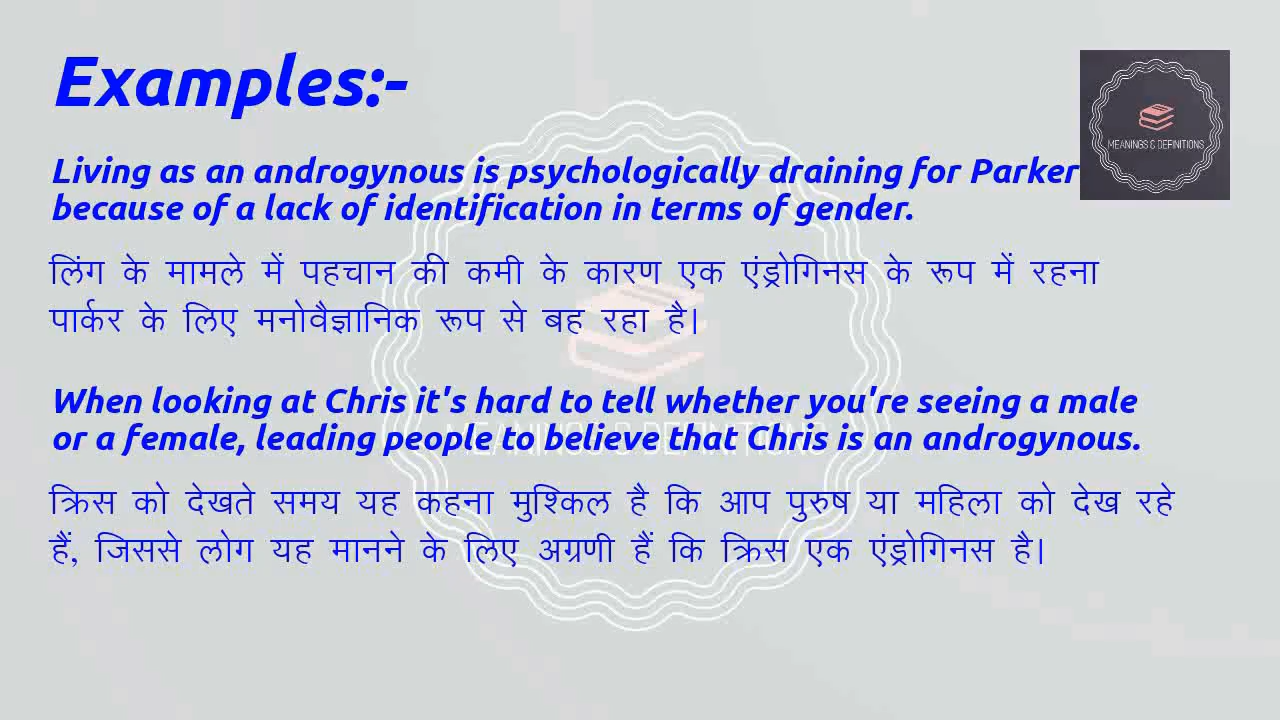 Examples:-
MEANINGS & DEFINITIONS
Living as an androgynous is psychologically draining for Parker
because of a lack of identification in terms of gender.
लिंग के मामले में पहचान की कमी के कारण एक एंड्रोगिनस के रूप में रहना
पार्कर के लिए मनोवैज्ञानिक रूप से बह रहा है।
When looking at Chris it's hard to tell whether you're seeing a male
or a female, leading people to believe that Chris is an androgynous.
MEANINGS & DEFINITIONS
क्रिस को देखते समय यह कहना मुश्किल है कि आप पुरुष या महिला को देख रहे
हैं, जिससे लोग यह मानने के लिए अग्रणी हैं कि क्रिस एक एंड्रोगिनस है।